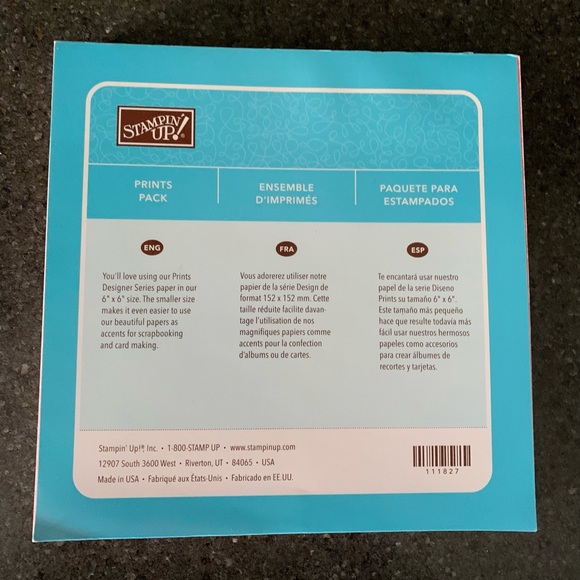 STAMPIN' UP!®
PRINTS
PACK
ENSEMBLE
D'IMPRIMÉS
PAQUETE PARA
ESTAMPADOS
ENG
You'll love using our Prints
Designer Series paper in our
6" x 6" size. The smaller size
makes it even easier to use
our beautiful papers as
accents for scrapbooking
and card making.
FRA
Vous adorerez utiliser notre
papier de la série Design de
format 152 x 152 mm. Cette
taille réduite facilite davan-
tage l'utilisation de nos
magnifiques papiers comme
accents pour la confection
d'albums ou de cartes.
ESP
Te encantará usar nuestro
papel de la serie Diseno
Prints su tamaño 6" x 6".
Este tamaño más pequeño
hace que resulte todavía más
fácil usar nuestros hermosos
papeles como accesorios
para crear álbumes de
recortes y tarjetas.
Stampin' Up!®, Inc. • 1-800-STAMP UP • www.stampinup.com
12907 South 3600 West • Riverton, UT • 84065 • USA
Made in USA • Fabriqué aux États-Unis • Fabricado en EE.UU.
111827